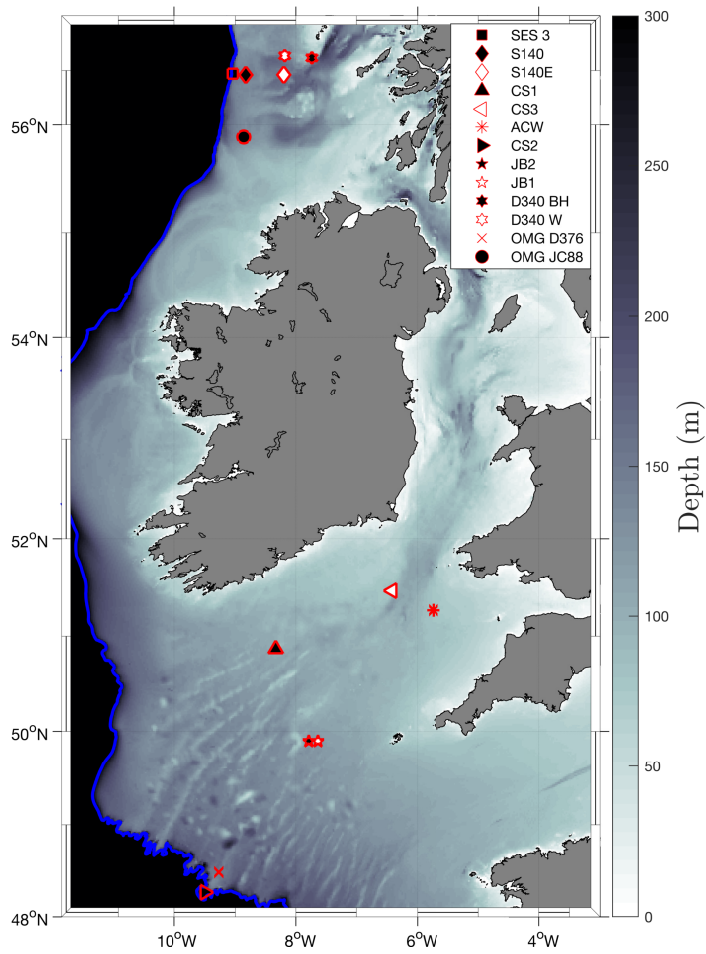 SES 3
S140
S140E
CS1
CS3
ACW
CS2
JB2
JB1
D340 BH
D340 W
OMG D376
OMG JC88
56°N
54°N
52°N
50°N
48°N
10°W
8°W
6°W
4°W
300
250
200
150
100
50
0
Depth (m)